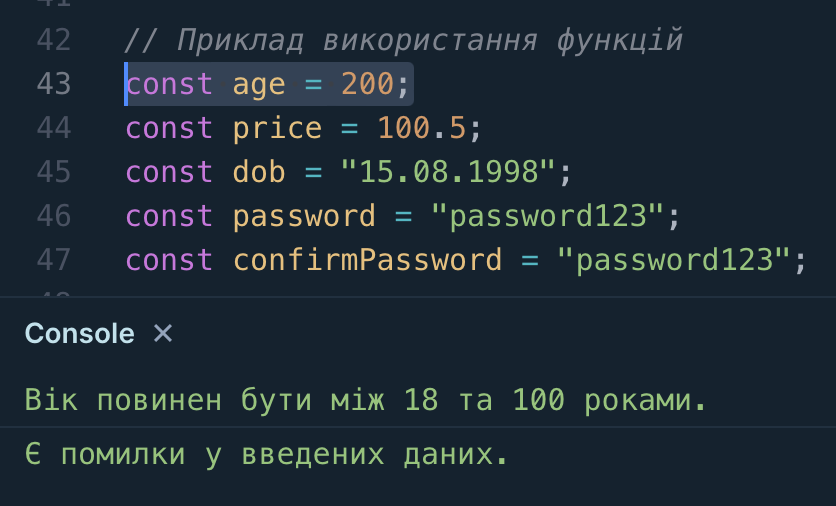 42 // Приклад використання функцій
43 const age = 200;
44 const price = 100.5;
45 const dob = "15.08.1998";
46 const password = "password123";
47 const confirmPassword = "password123";
Console ✕
Вік повинен бути між 18 та 100 роками.
Є помилки у введених даних.